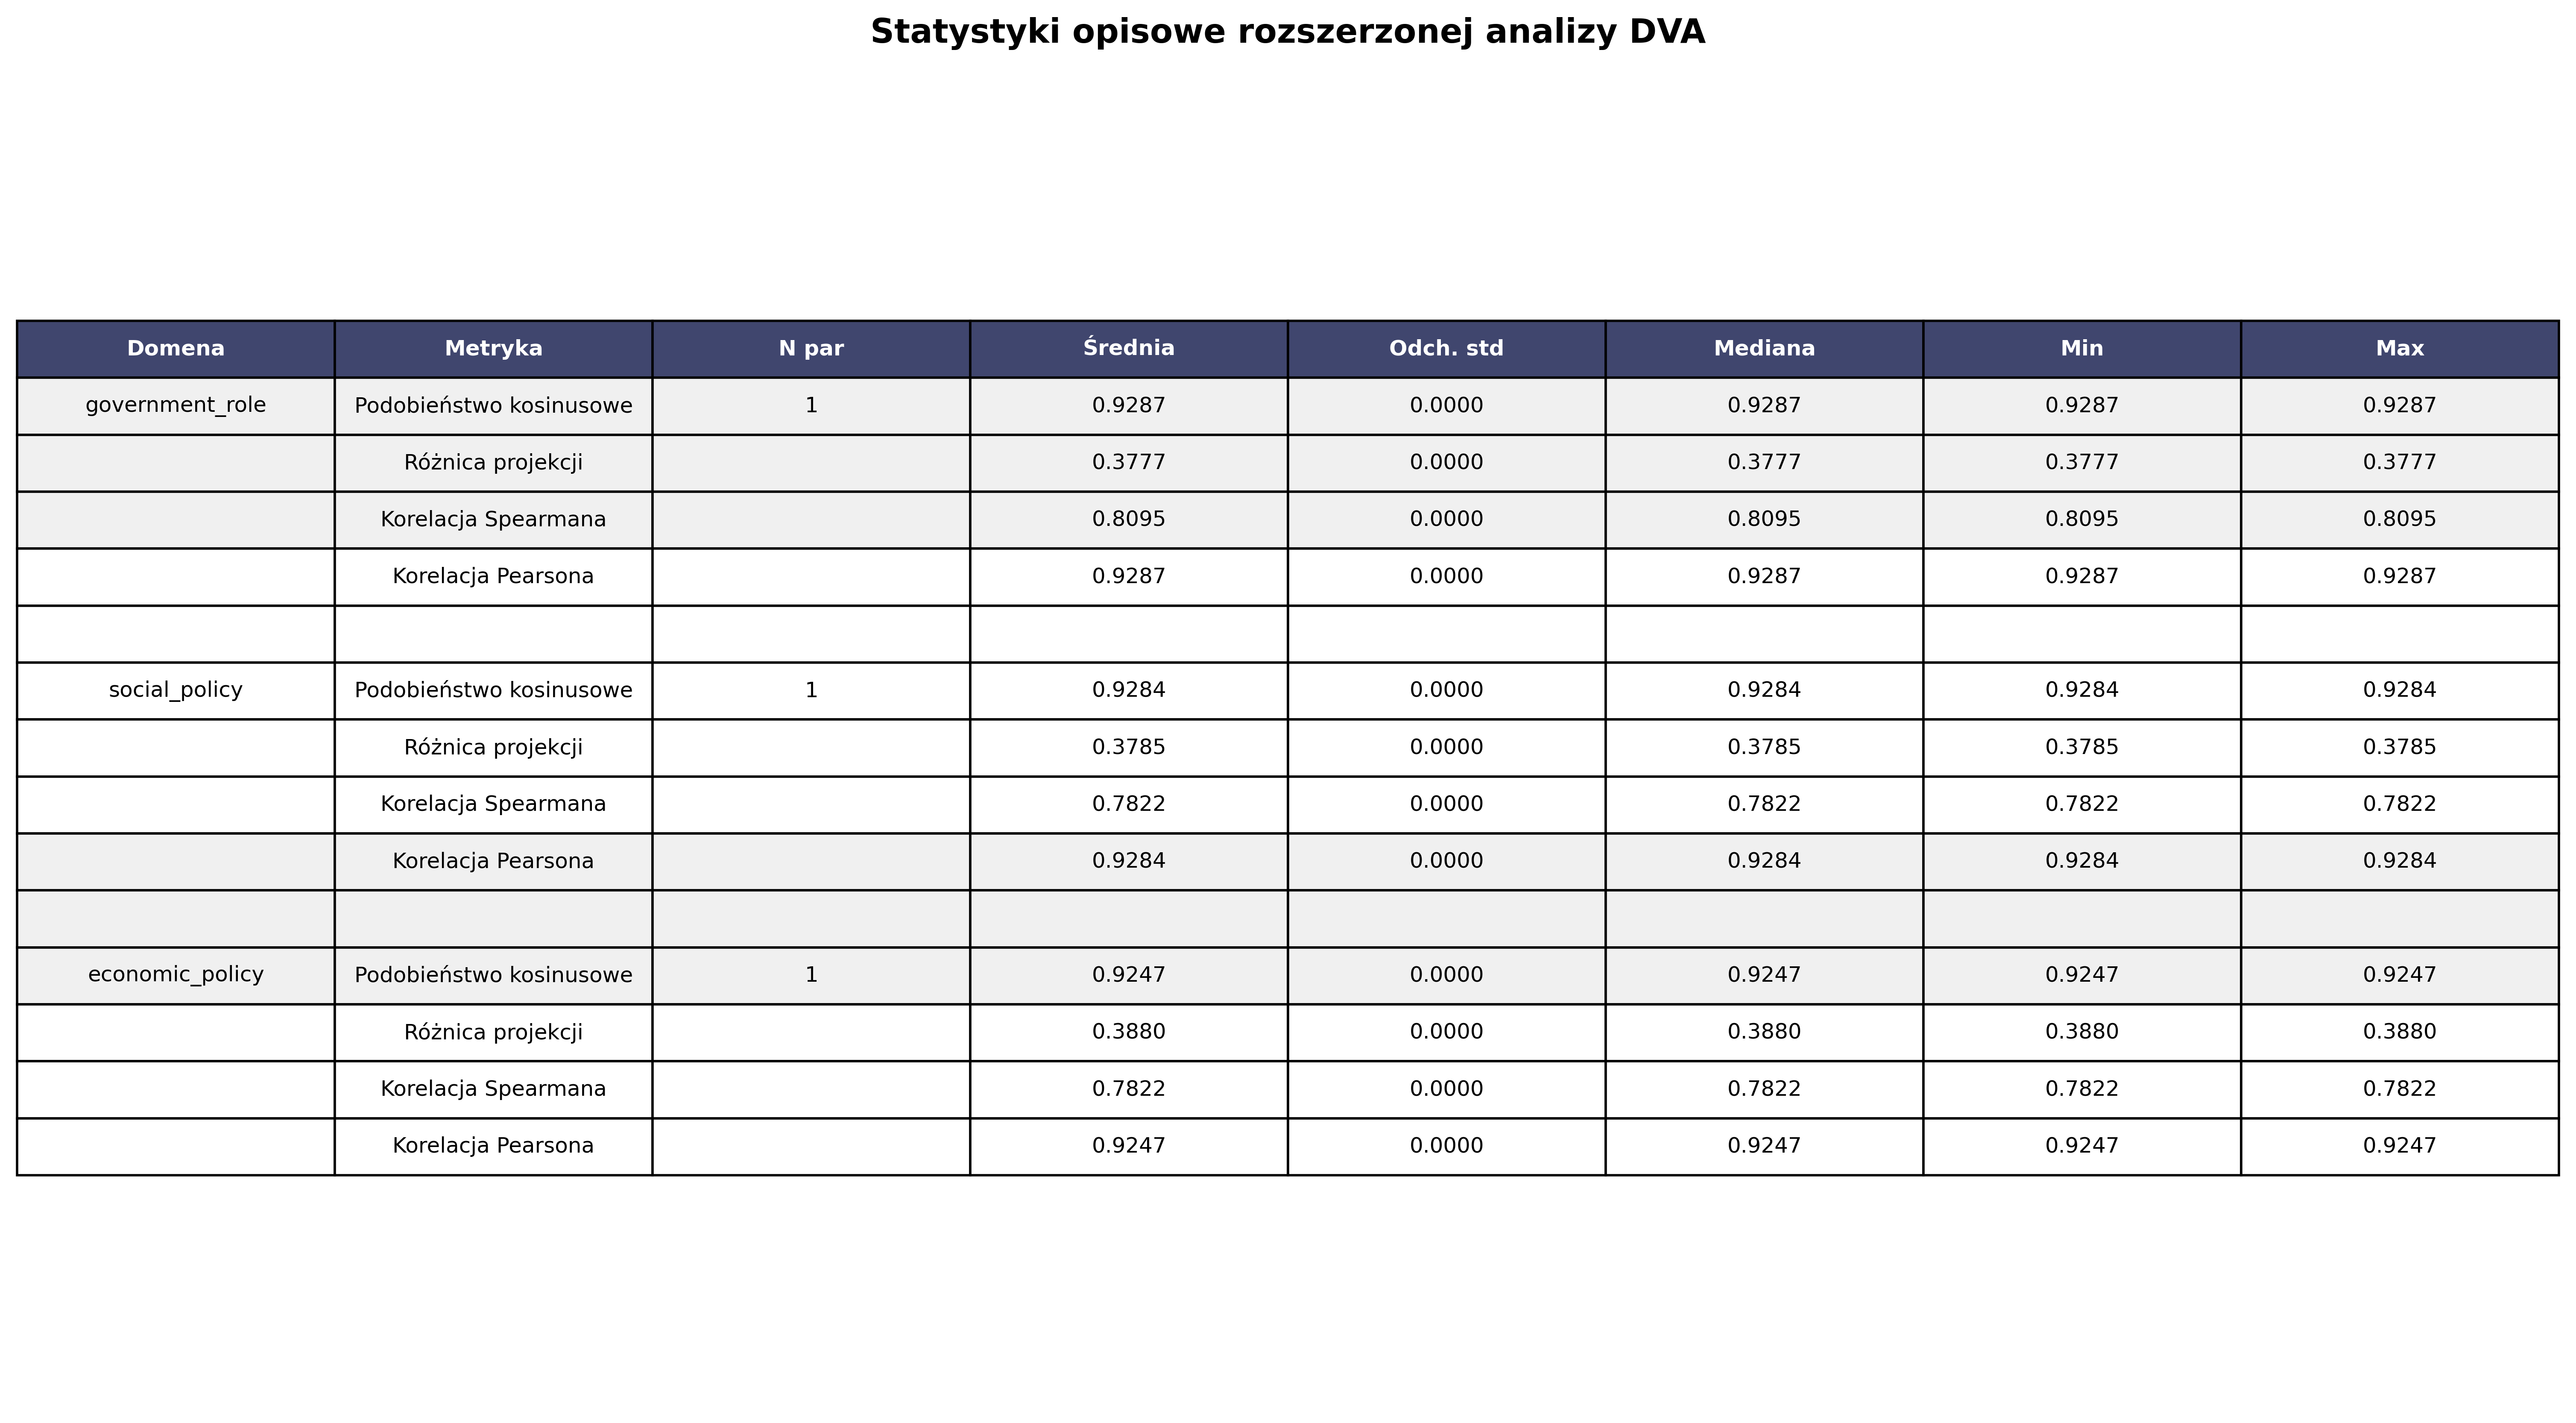 Statystyki opisowe rozszerzonej analizy DVA
Domena Metryka N par Średnia Odch. std Mediana Min Max
government_role Podobieństwo kosinusowe 1 0.9287 0.0000 0.9287 0.9287 0.9287
Różnica projekcji 0.3777 0.0000 0.3777 0.3777 0.3777
Korelacja Spearmana 0.8095 0.0000 0.8095 0.8095 0.8095
Korelacja Pearsona 0.9287 0.0000 0.9287 0.9287 0.9287
social_policy Podobieństwo kosinusowe 1 0.9284 0.0000 0.9284 0.9284 0.9284
Różnica projekcji 0.3785 0.0000 0.3785 0.3785 0.3785
Korelacja Spearmana 0.7822 0.0000 0.7822 0.7822 0.7822
Korelacja Pearsona 0.9284 0.0000 0.9284 0.9284 0.9284
economic_policy Podobieństwo kosinusowe 1 0.9247 0.0000 0.9247 0.9247 0.9247
Różnica projekcji 0.3880 0.0000 0.3880 0.3880 0.3880
Korelacja Spearmana 0.7822 0.0000 0.7822 0.7822 0.7822
Korelacja Pearsona 0.9247 0.0000 0.9247 0.9247 0.9247